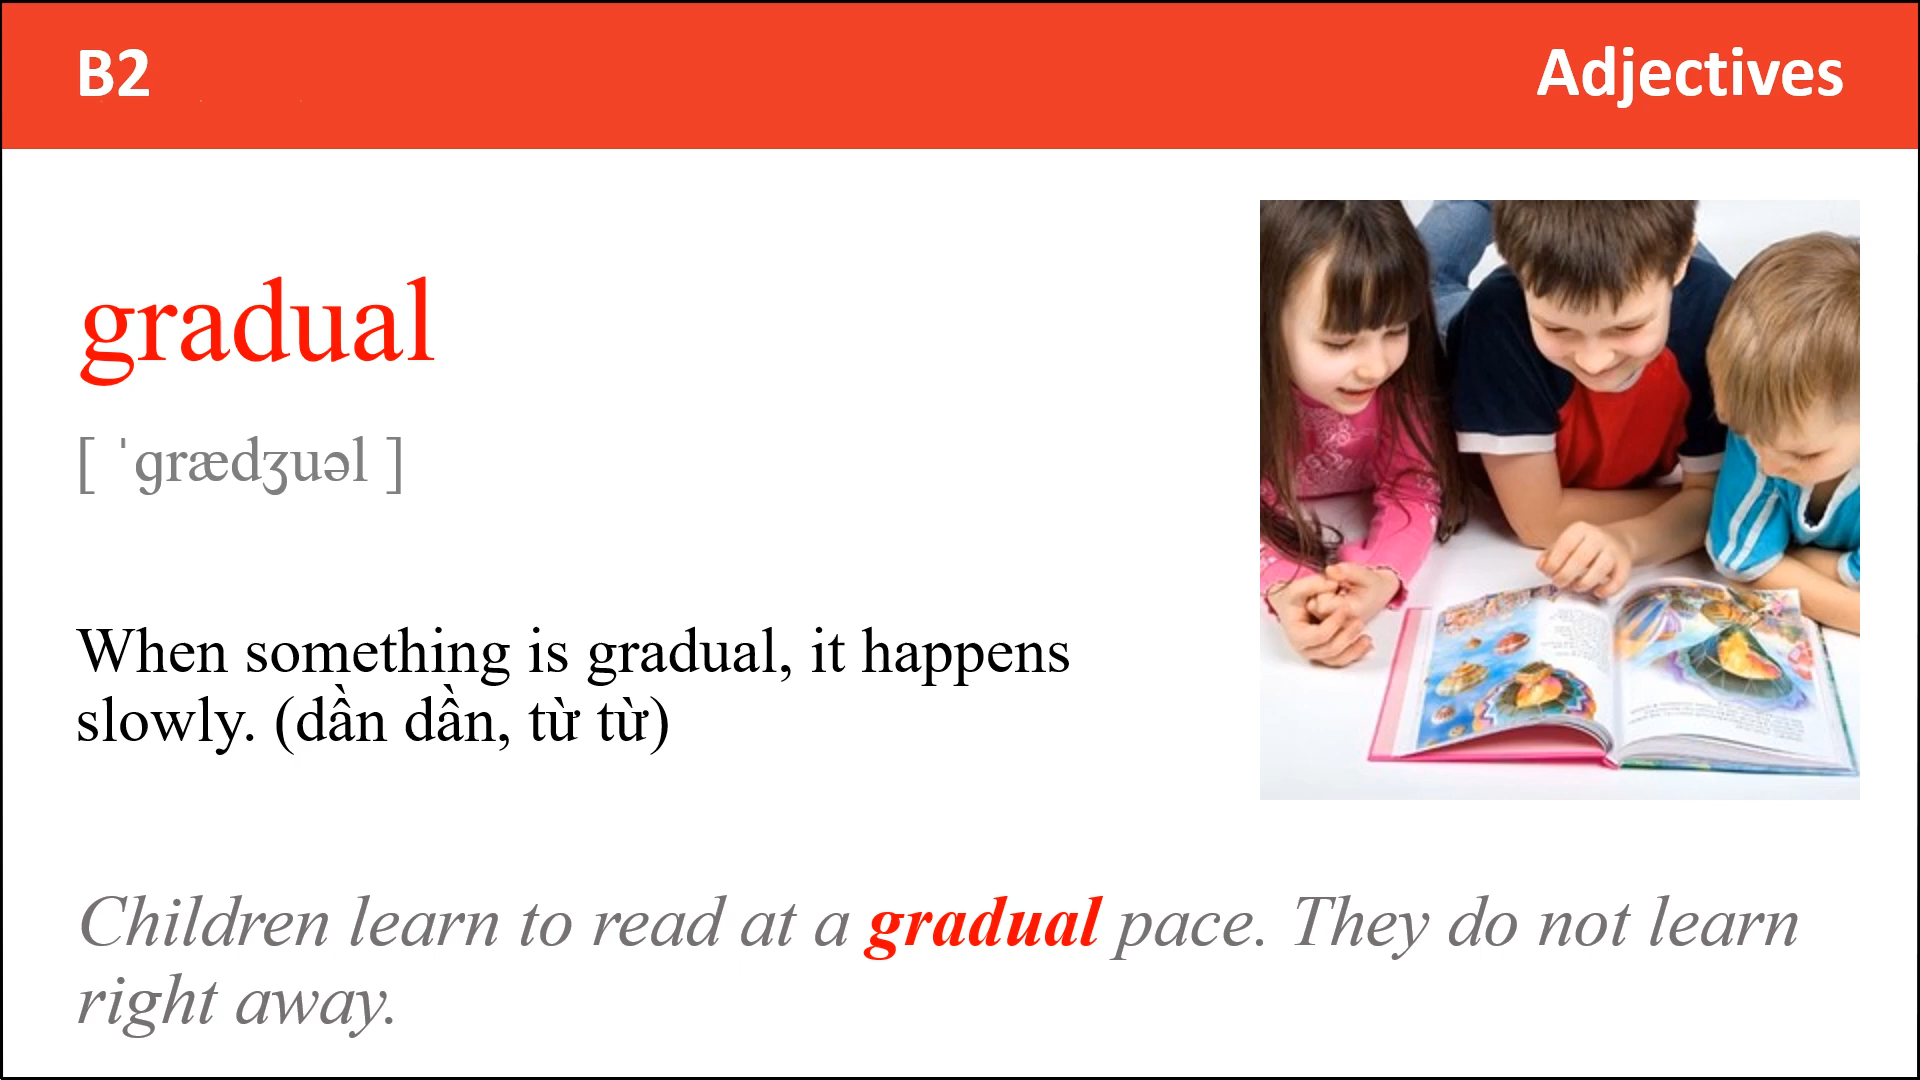 B2
Adjectives
gradual
[ ˈɡrædʒuəl ]
When something is gradual, it happens
slowly. (dần dần, từ từ)
Children learn to read at a gradual pace. They do not learn
right away.